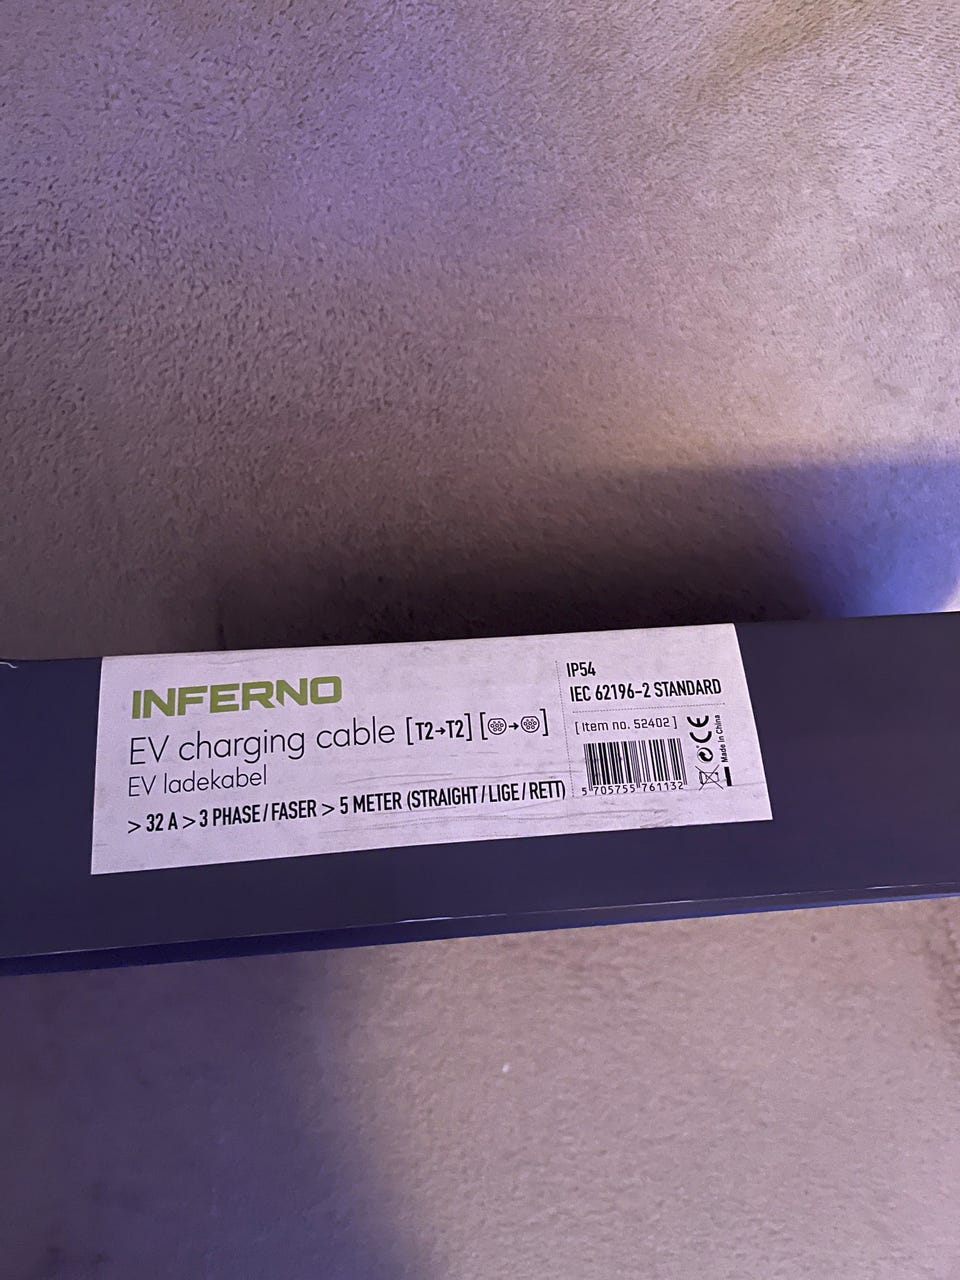 INFERNO
EV charging cable [T2→T2]
EV ladekabel
> 32 A > 3 PHASE / FASER > 5 METER (STRAIGHT / LIGE / RETT)
IP54
IEC 62196-2 STANDARD
[ Item no. 52402 ]
5 705755 761132
CE
Made in China